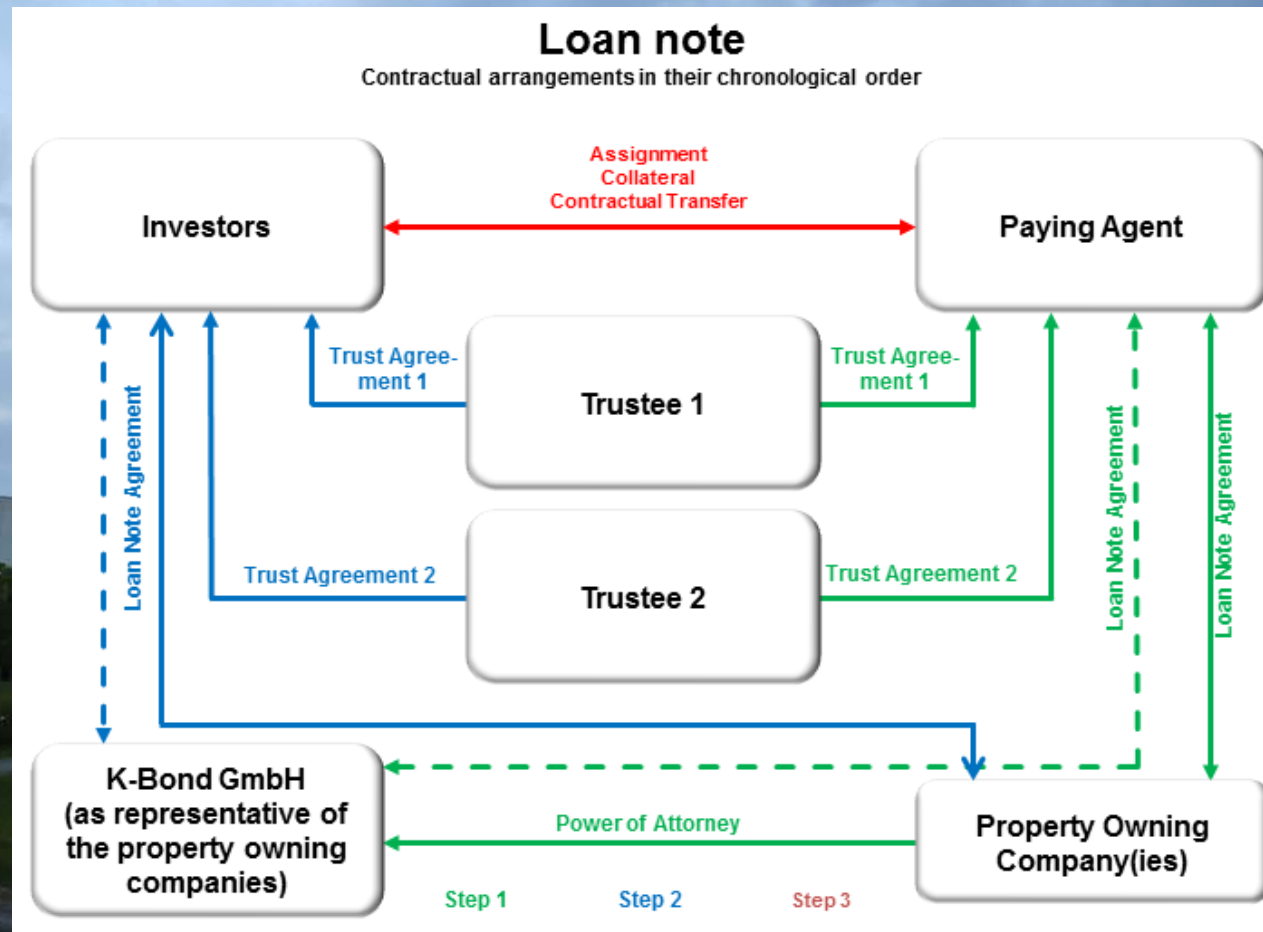 Loan note
Contractual arrangements in their chronological order
Assignment
Collateral
Contractual Transfer
Investors
Paying Agent
Trust Agree-
ment 1
Trustee 1
Trust Agree-
ment 1
Loan Note Agreement
Loan Note Agreement
Loan Note Agreement
Trust Agreement 2
Trustee 2
Trust Agreement 2
K-Bond GmbH
(as representative of
the property owning
companies)
Power of Attorney
Property Owning
Company(ies)
Step 1
Step 2
Step 3